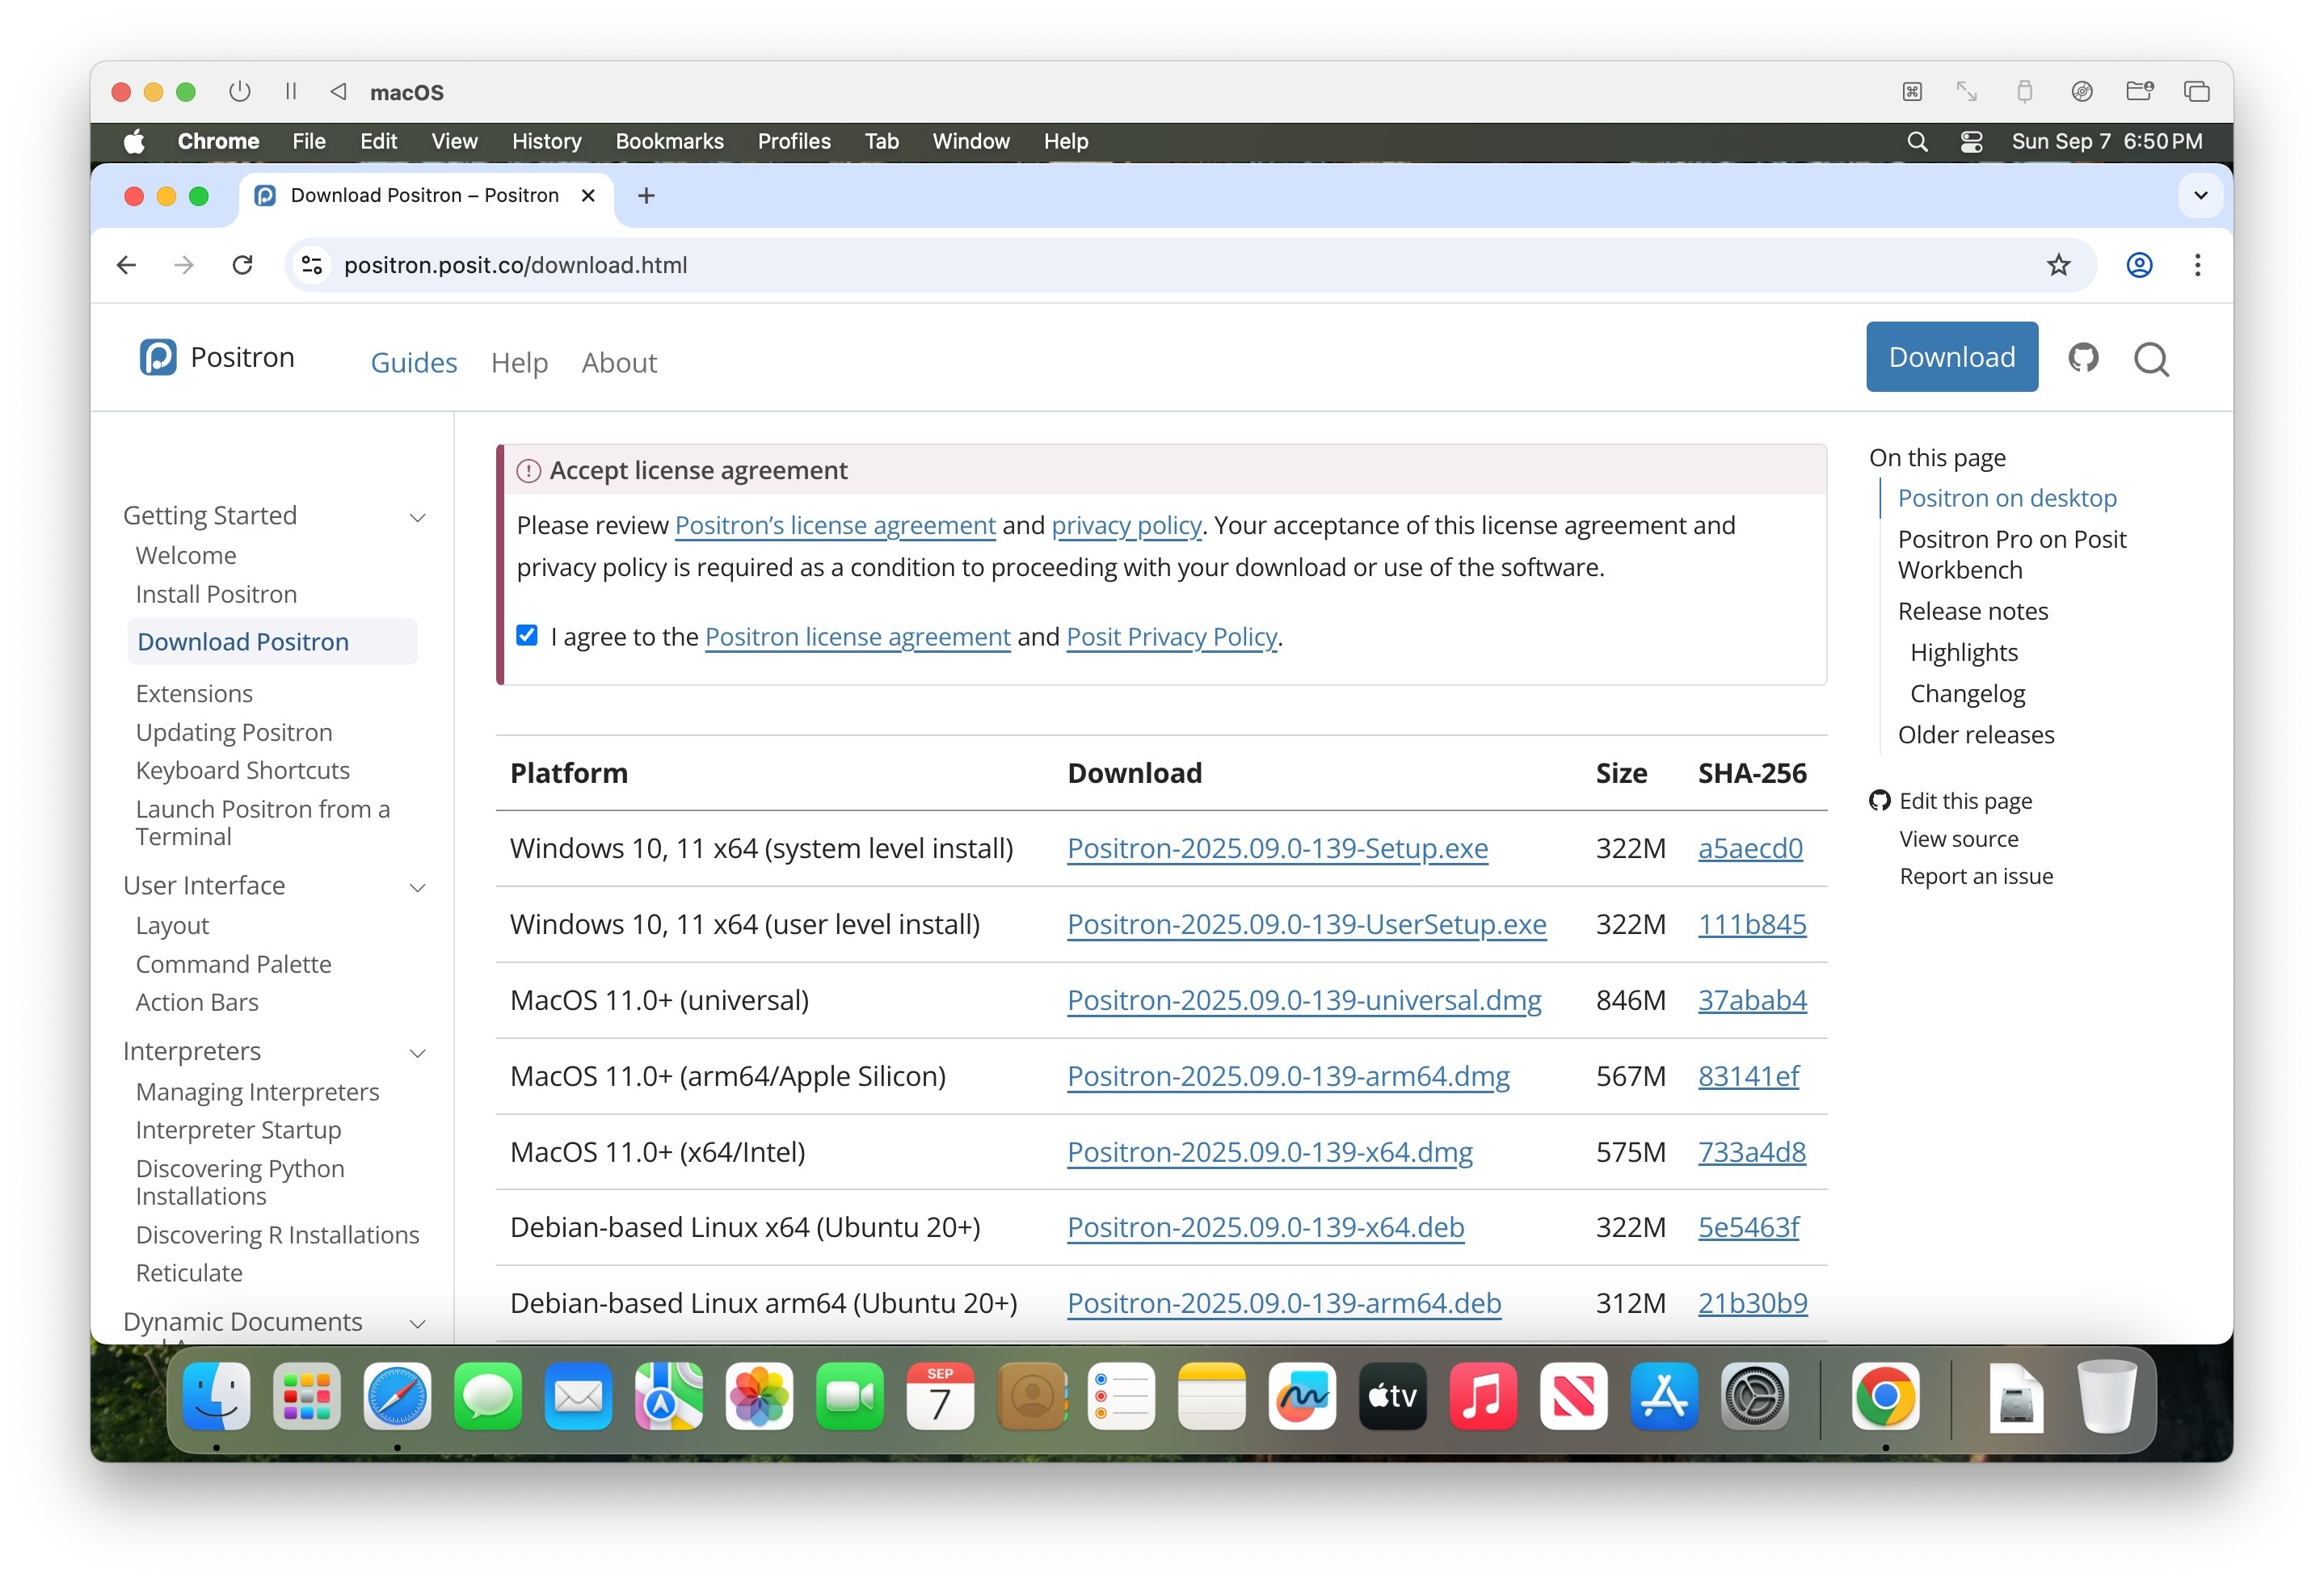 macOS
Chrome File Edit View History Bookmarks Profiles Tab Window Help Sun Sep 7 6:50 PM
Download Positron – Positron
positron.posit.co/download.html
Positron Guides Help About Download
Getting Started
Welcome
Install Positron
Download Positron
Extensions
Updating Positron
Keyboard Shortcuts
Launch Positron from a
Terminal
User Interface
Layout
Command Palette
Action Bars
Interpreters
Managing Interpreters
Interpreter Startup
Discovering Python
Installations
Discovering R Installations
Reticulate
Dynamic Documents
Accept license agreement
Please review Positron’s license agreement and privacy policy. Your acceptance of this license agreement and
privacy policy is required as a condition to proceeding with your download or use of the software.
I agree to the Positron license agreement and Posit Privacy Policy.
Platform Download Size SHA-256
Windows 10, 11 x64 (system level install) Positron-2025.09.0-139-Setup.exe 322M a5aecd0
Windows 10, 11 x64 (user level install) Positron-2025.09.0-139-UserSetup.exe 322M 111b845
MacOS 11.0+ (universal) Positron-2025.09.0-139-universal.dmg 846M 37abab4
MacOS 11.0+ (arm64/Apple Silicon) Positron-2025.09.0-139-arm64.dmg 567M 83141ef
MacOS 11.0+ (x64/Intel) Positron-2025.09.0-139-x64.dmg 575M 733a4d8
Debian-based Linux x64 (Ubuntu 20+) Positron-2025.09.0-139-x64.deb 322M 5e5463f
Debian-based Linux arm64 (Ubuntu 20+) Positron-2025.09.0-139-arm64.deb 312M 21b30b9
On this page
Positron on desktop
Positron Pro on Posit
Workbench
Release notes
Highlights
Changelog
Older releases
Edit this page
View source
Report an issue
SEP
7
tv